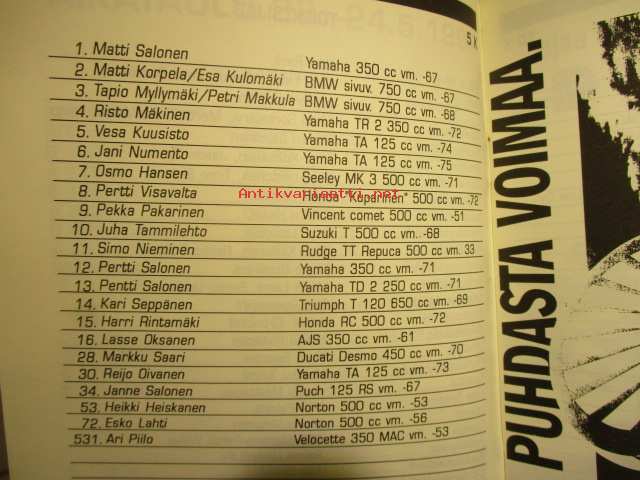 5 K
1. Matti Salonen Yamaha 350 cc vm. -67
2. Matti Korpela/Esa Kulomäki BMW sivuv. 750 cc vm. -67
3. Tapio Myllymäki/Petri Makkula BMW sivuv. 750 cc vm. -68
4. Risto Mäkinen Yamaha TR 2 350 cc vm. -72
5. Vesa Kuusisto Yamaha TA 125 cc vm. -74
6. Jani Numento Yamaha TA 125 cc vm. -75
7. Osmo Hansen Seeley MK 3 500 cc vm. -71
8. Pertti Visavalta Honda "Kuparinen" 500 cc vm. -72
9. Pekka Pakarinen Vincent comet 500 cc vm. -51
10. Juha Tammilehto Suzuki T 500 cc vm. -68
11. Simo Nieminen Rudge TT Repuca 500 cc vm. 33
12. Pertti Salonen Yamaha 350 cc vm. -71
13. Pentti Salonen Yamaha TD 2 250 cc vm. -71
14. Kari Seppänen Triumph T 120 650 cc vm. -69
15. Harri Rintamäki Honda RC 500 cc vm. -72
16. Lasse Oksanen AJS 350 cc vm. -61
28. Markku Saari Ducati Desmo 450 cc vm. -70
30. Reijo Oivanen Yamaha TA 125 cc vm. -73
34. Janne Salonen Puch 125 RS vm. -67
53. Heikki Heiskanen Norton 500 cc vm. -53
72. Esko Lahti Norton 500 cc vm. -56
531. Ari Piilo Velocette 350 MAC vm. -53
Antikvariaatti.net
PUHDASTA VOIMAA.